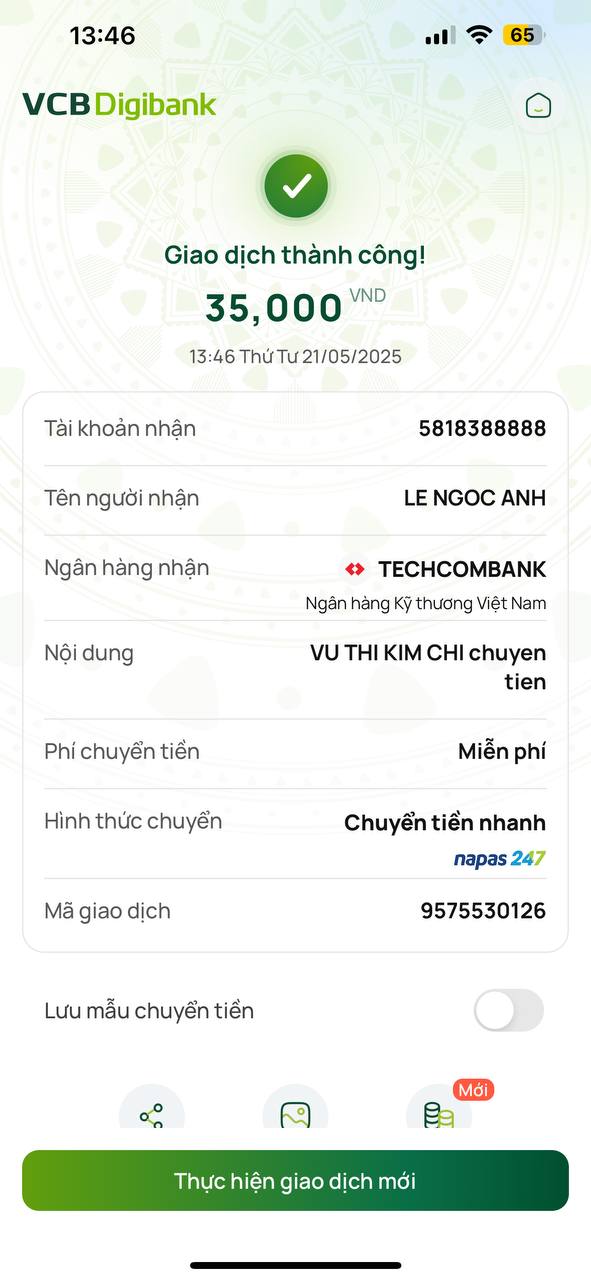 13:46
65
VCB Digibank
Giao dịch thành công!
35,000 VND
13:46 Thứ Tư 21/05/2025
Tài khoản nhận 5818388888
Tên người nhận LE NGOC ANH
Ngân hàng nhận TECHCOMBANK
Ngân hàng Kỹ thương Việt Nam
Nội dung VU THI KIM CHI chuyen
tien
Phí chuyển tiền Miễn phí
Hình thức chuyển Chuyển tiền nhanh
napas 247
Mã giao dịch 9575530126
Lưu mẫu chuyển tiền
Mới
Thực hiện giao dịch mới